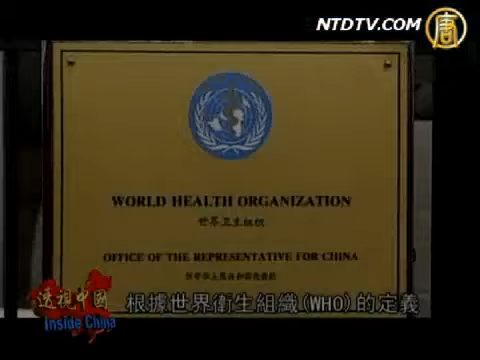 NTDTV.COM
唐
WORLD HEALTH ORGANIZATION
世界卫生组织
OFFICE OF THE REPRESENTATIVE FOR CHINA
透視中國
Inside China
根據世界衛生組織(WHO)的定義